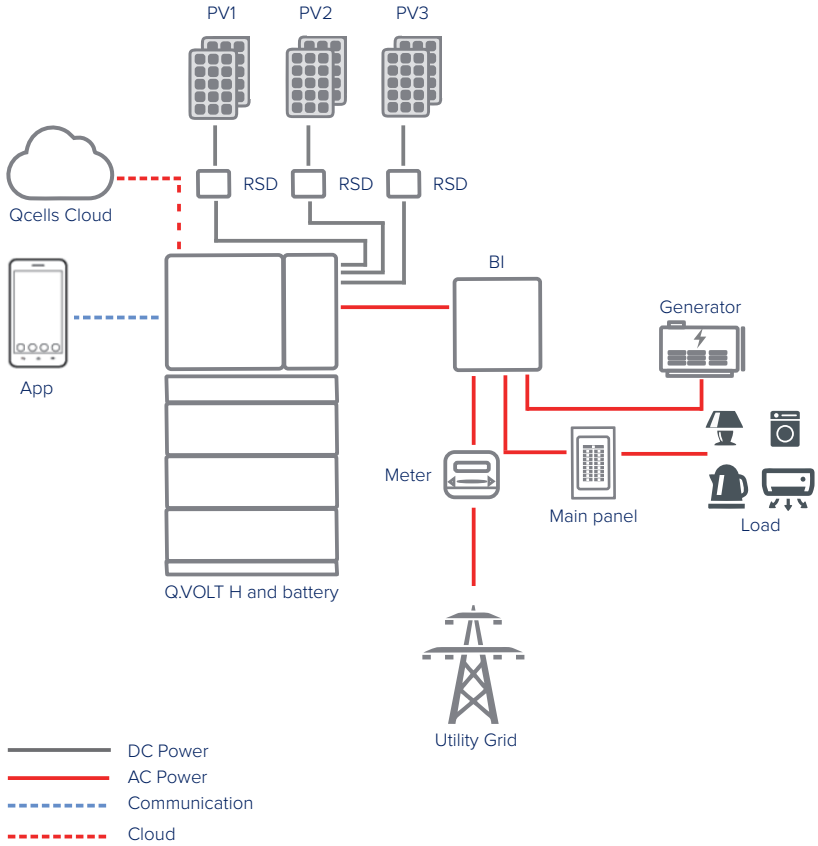 PV1
PV2
PV3
RSD
RSD
RSD
Qcells Cloud
BI
Generator
App
Meter
Main panel
Load
Q.VOLT H and battery
Utility Grid
DC Power
AC Power
Communication
Cloud